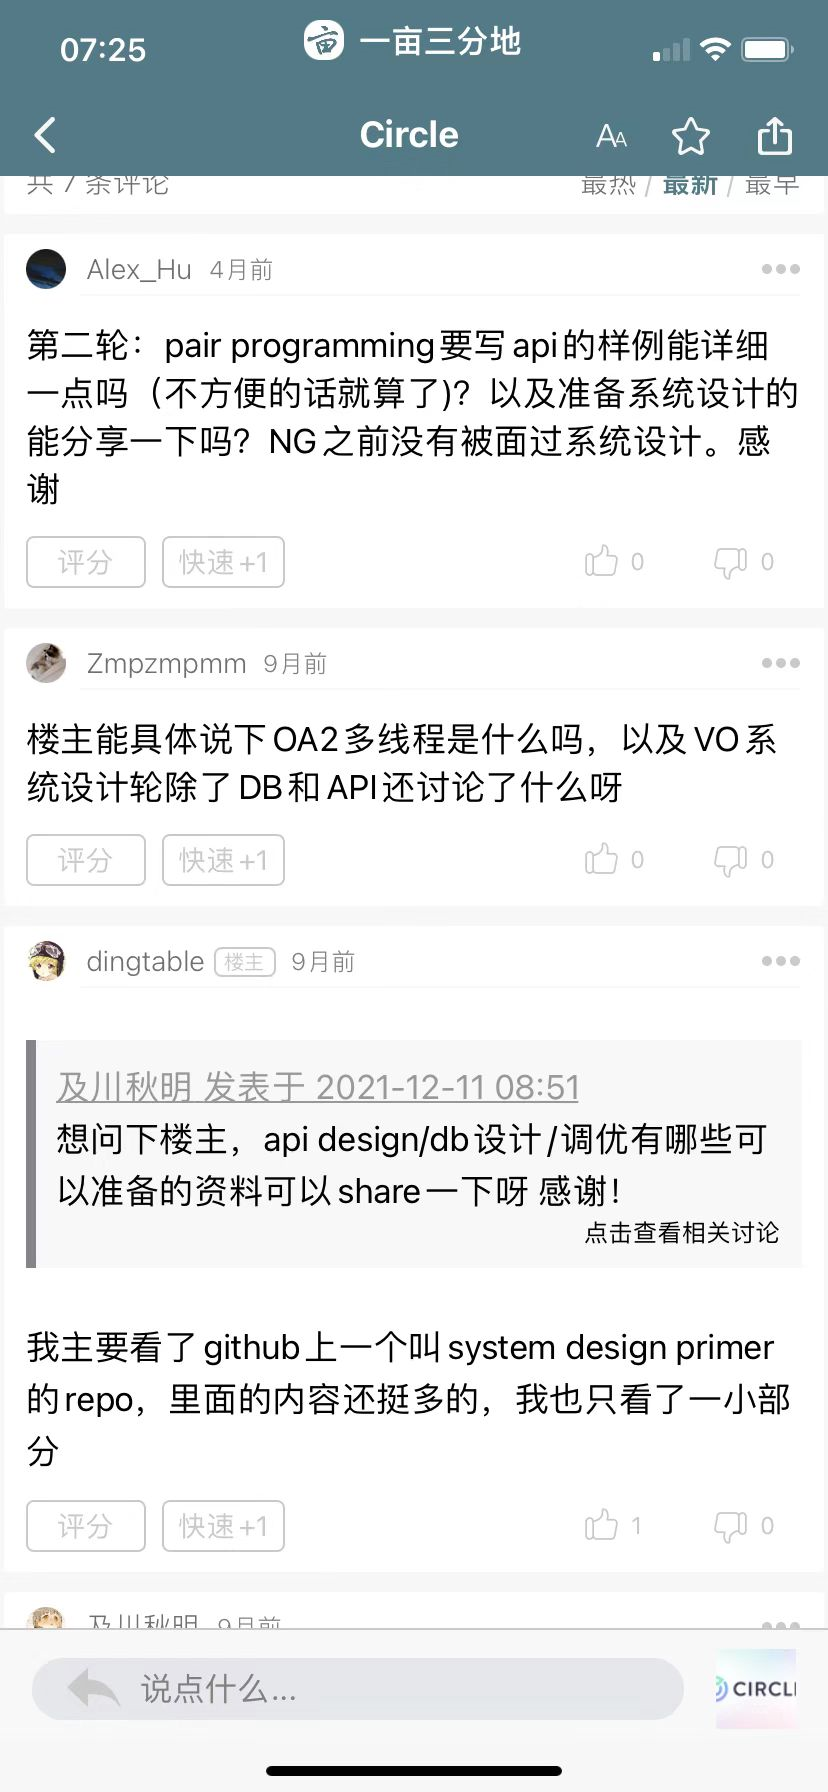 07:25
一亩三分地
Circle
AA
共 7 条评论
最热 / 最新 / 最早
Alex_Hu 4月前
第二轮：pair programming要写api的样例能详细
一点吗（不方便的话就算了)？以及准备系统设计的
能分享一下吗？NG之前没有被面过系统设计。感
谢
评分 快速+1 0 0
Zmpzmpmm 9月前
楼主能具体说下OA2多线程是什么吗，以及VO系
统设计轮除了DB和API还讨论了什么呀
评分 快速+1 0 0
dingtable 楼主 9月前
及川秋明 发表于 2021-12-11 08:51
想问下楼主，api design/db设计/调优有哪些可
以准备的资料可以share一下呀 感谢！
点击查看相关讨论
我主要看了github上一个叫system design primer
的repo，里面的内容还挺多的，我也只看了一小部
分
评分 快速+1 1 0
及川秋明 9月前
说点什么...
CIRCL